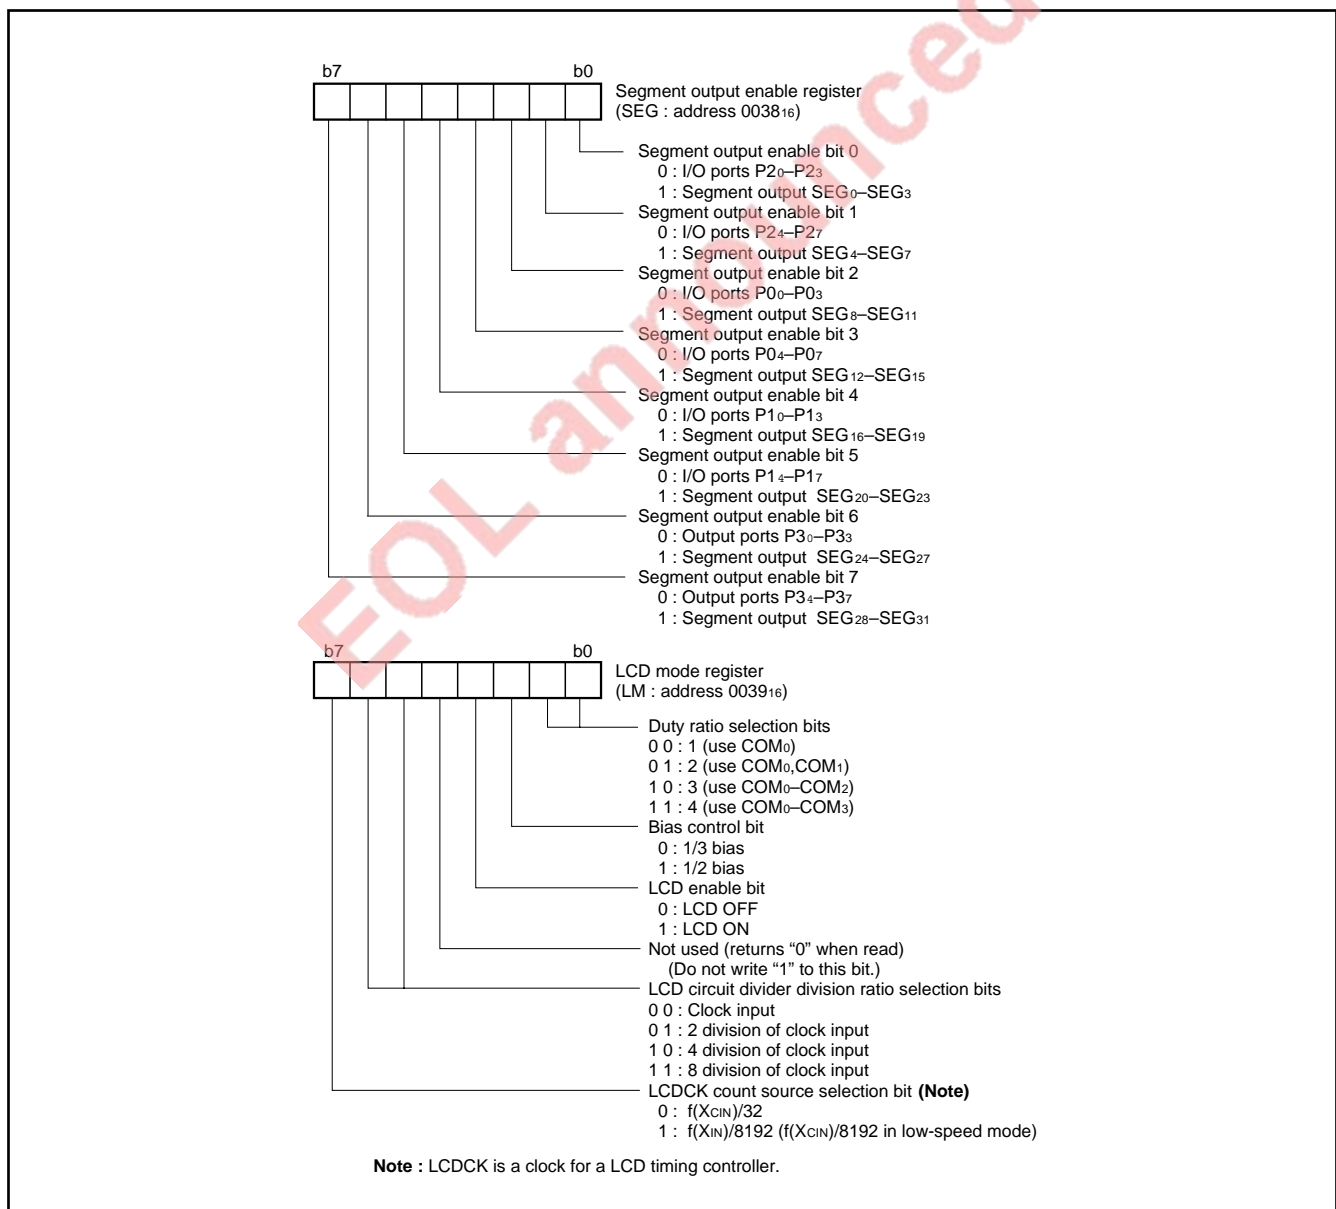 b7 b0
Segment output enable register
(SEG : address 003816)
Segment output enable bit 0
0 : I/O ports P20–P23
1 : Segment output SEG0–SEG3
Segment output enable bit 1
0 : I/O ports P24–P27
1 : Segment output SEG4–SEG7
Segment output enable bit 2
0 : I/O ports P00–P03
1 : Segment output SEG8–SEG11
Segment output enable bit 3
0 : I/O ports P04–P07
1 : Segment output SEG12–SEG15
Segment output enable bit 4
0 : I/O ports P10–P13
1 : Segment output SEG16–SEG19
Segment output enable bit 5
0 : I/O ports P14–P17
1 : Segment output SEG20–SEG23
Segment output enable bit 6
0 : Output ports P30–P33
1 : Segment output SEG24–SEG27
Segment output enable bit 7
0 : Output ports P34–P37
1 : Segment output SEG28–SEG31
b7 b0
LCD mode register
(LM : address 003916)
Duty ratio selection bits
0 0 : 1 (use COM0)
0 1 : 2 (use COM0,COM1)
1 0 : 3 (use COM0–COM2)
1 1 : 4 (use COM0–COM3)
Bias control bit
0 : 1/3 bias
1 : 1/2 bias
LCD enable bit
0 : LCD OFF
1 : LCD ON
Not used (returns “0” when read)
(Do not write “1” to this bit.)
LCD circuit divider division ratio selection bits
0 0 : Clock input
0 1 : 2 division of clock input
1 0 : 4 division of clock input
1 1 : 8 division of clock input
LCDCK count source selection bit (Note)
0 : f(XCIN)/32
1 : f(XIN)/8192 (f(XCIN)/8192 in low-speed mode)
Note : LCDCK is a clock for a LCD timing controller.
EOL announced